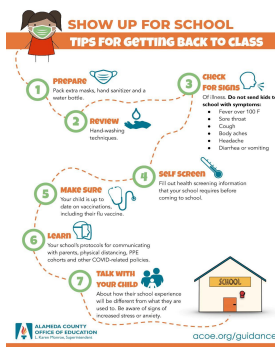 SHOW UP FOR SCHOOL
TIPS FOR GETTING BACK TO CLASS
1
PREPARE
Pack extra masks, hand sanitizer and a
water bottle.
2
REVIEW
Hand-washing
techniques.
3
CHECK
FOR SIGNS
Of illness. Do not send kids to
school with symptoms:
• Fever over 100 F
• Sore throat
• Cough
• Body aches
• Headache
• Diarrhea or vomiting
4
SELF SCREEN
Fill out health screening information
that your school requires before
coming to school.
5
MAKE SURE
Your child is up to
date on vaccinations,
including their flu vaccine.
6
LEARN
Your school's protocols for communicating
with parents, physical distancing, PPE
cohorts and other COVID-related policies.
7
TALK WITH
YOUR CHILD
About how their school experience
will be different from what they are
used to. Be aware of signs of
increased stress or anxiety.
SCHOOL
ALAMEDA COUNTY
OFFICE OF EDUCATION
L. Karen Monroe, Superintendent
acoe.org/guidance